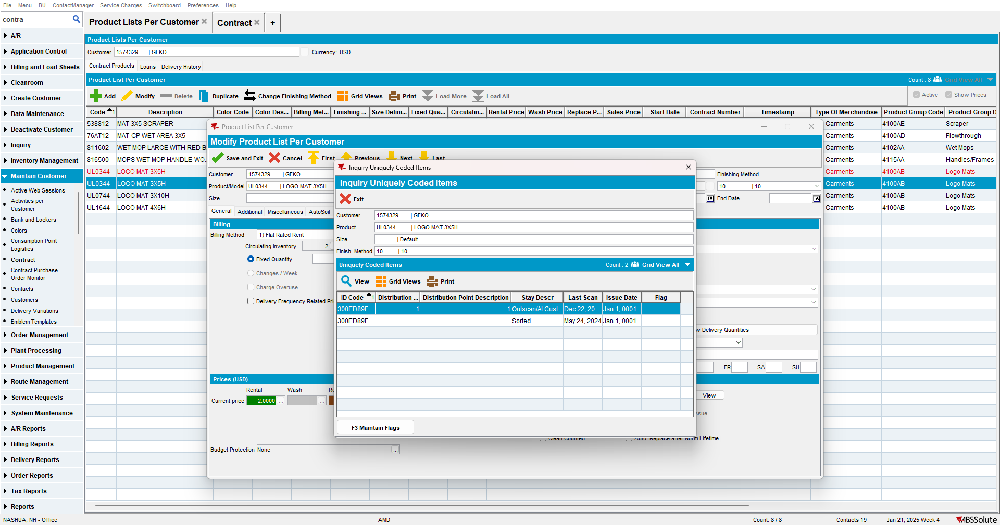 File Menu BU ContactManager Service Charges Switchboard Preferences Help
contra
Product Lists Per Customer
Contract
+
A/R
Application Control
Billing and Load Sheets
Cleanroom
Create Customer
Data Maintenance
Deactivate Customer
Inquiry
Inventory Management
Maintain Customer
Active Web Sessions
Activities per
Customer
Bank and Lockers
Colors
Consumption Point
Logistics
Contract
Contract Purchase
Order Monitor
Contacts
Customers
Delivery Variations
Emblem Templates
Order Management
Plant Processing
Product Management
Route Management
Service Requests
System Maintenance
A/R Reports
Billing Reports
Delivery Reports
Order Reports
Tax Reports
Reports
Product Lists Per Customer
Customer 1574329 | GEKO ... Currency: USD
Contract Products Loans Delivery History
Product List Per Customer Count : 8 Grid View All
Add Modify Delete Duplicate Change Finishing Method Grid Views Print Load More Load All Active Show Prices
Code 1 Description Color Code Color Des... Billing Met... Finishing ... Size Defini... Fixed Qua... Circulatin... Rental Price Wash Price Replace P... Sales Price Start Date Contract Number Timestamp Type Of Merchandise Product Group Code Product Group D
538812 MAT 3X5 SCRAPER -Garments 4100AE Scraper
76AT12 MAT-CP WET AREA 3X5 -Garments 4100AD Flowthrough
811602 WET MOP LARGE WITH RED B -Garments 4102AA Wet Mops
816500 MOPS WET MOP HANDLE-WO... -Garments 4115AA Handles/Frames
UL0344 LOGO MAT 3X5H -Garments 4100AB Logo Mats
UL0344 LOGO MAT 3X5H -Garments 4100AB Logo Mats
UL0744 LOGO MAT 3X10H -Garments 4100AB Logo Mats
UL1644 LOGO MAT 4X6H -Garments 4100AB Logo Mats
Product List Per Customer
Modify Product List Per Customer
Save and Exit Cancel First Previous Next Last
Customer 1574329 | GEKO Finishing Method
Product/Model UL0344 | LOGO MAT 3X5H ... 10 | 10
Size - 16 End Date 16
General Additional Miscellaneous AutoSoil
Billing
Billing Method 1) Flat Rated Rent
Circulating Inventory 2
Fixed Quantity
Changes / Week
Charge Overuse
Delivery Frequency Related Pri
w Delivery Quantities
FR SA SU
Prices (USD)
Rental Wash Re
Current price 2.0000 ... ...
View
ssue
Clean Counted Auto. Replace after Norm Lifetime
Budget Protection None ...
Inquiry Uniquely Coded Items
Inquiry Uniquely Coded Items
Exit
Customer 1574329 | GEKO
Product UL0344 | LOGO MAT 3X5H
Size - | Default
Finish. Method 10 | 10
Uniquely Coded Items Count : 2 Grid View All
View Grid Views Print
ID Code 1 Distribution ... Distribution Point Description Stay Descr Last Scan Issue Date Flag
300ED89F... 1 1 Outscan/At Cust... Dec 22, 20... Jan 1, 0001
300ED89F... Sorted May 24, 2024 Jan 1, 0001
F3 Maintain Flags
NASHUA, NH - Office AMD Count: 8 / 8 Contacts 19 Jan 21, 2025 Week 4 ABSSolute